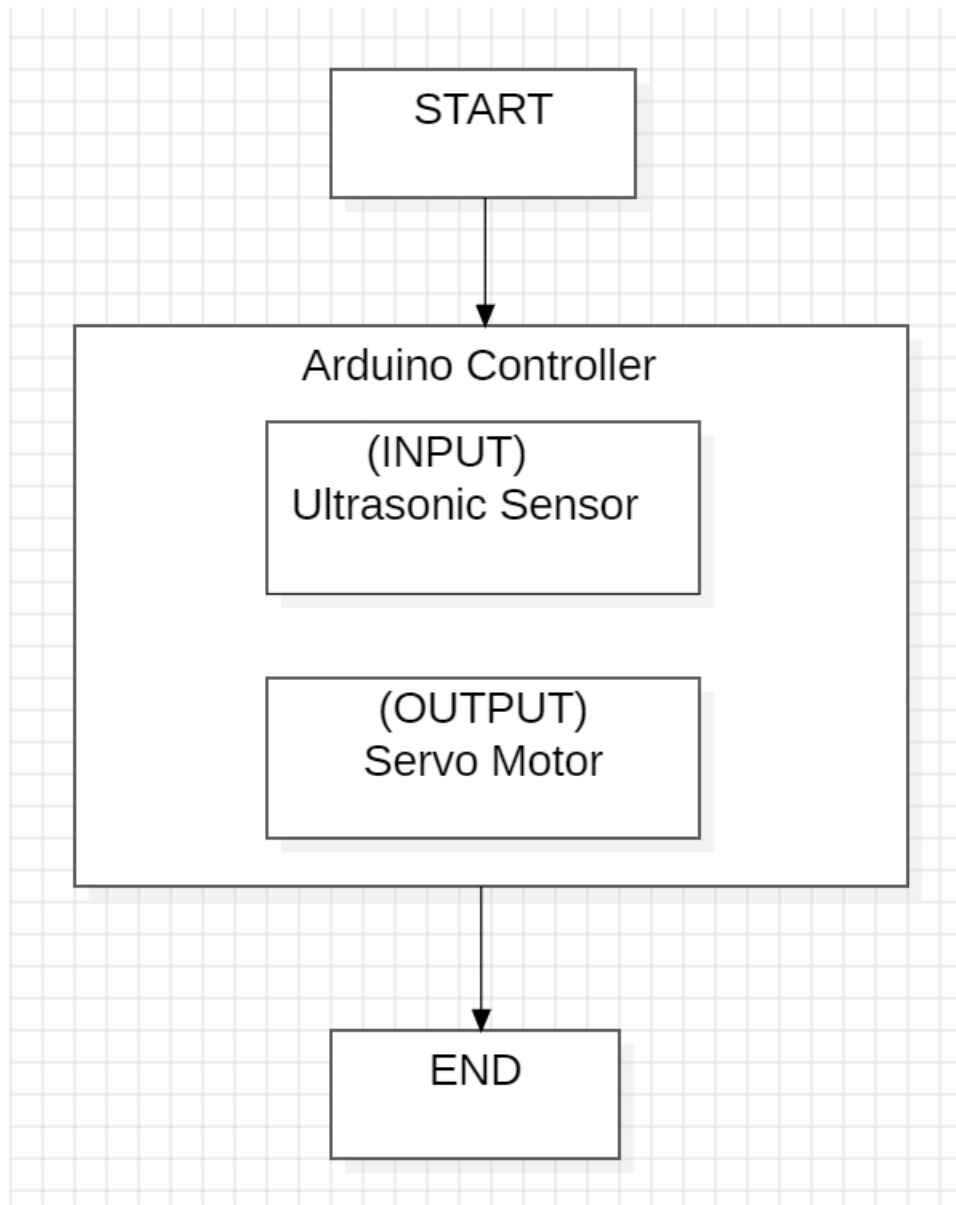 START
Arduino Controller
(INPUT)
Ultrasonic Sensor
(OUTPUT)
Servo Motor
END